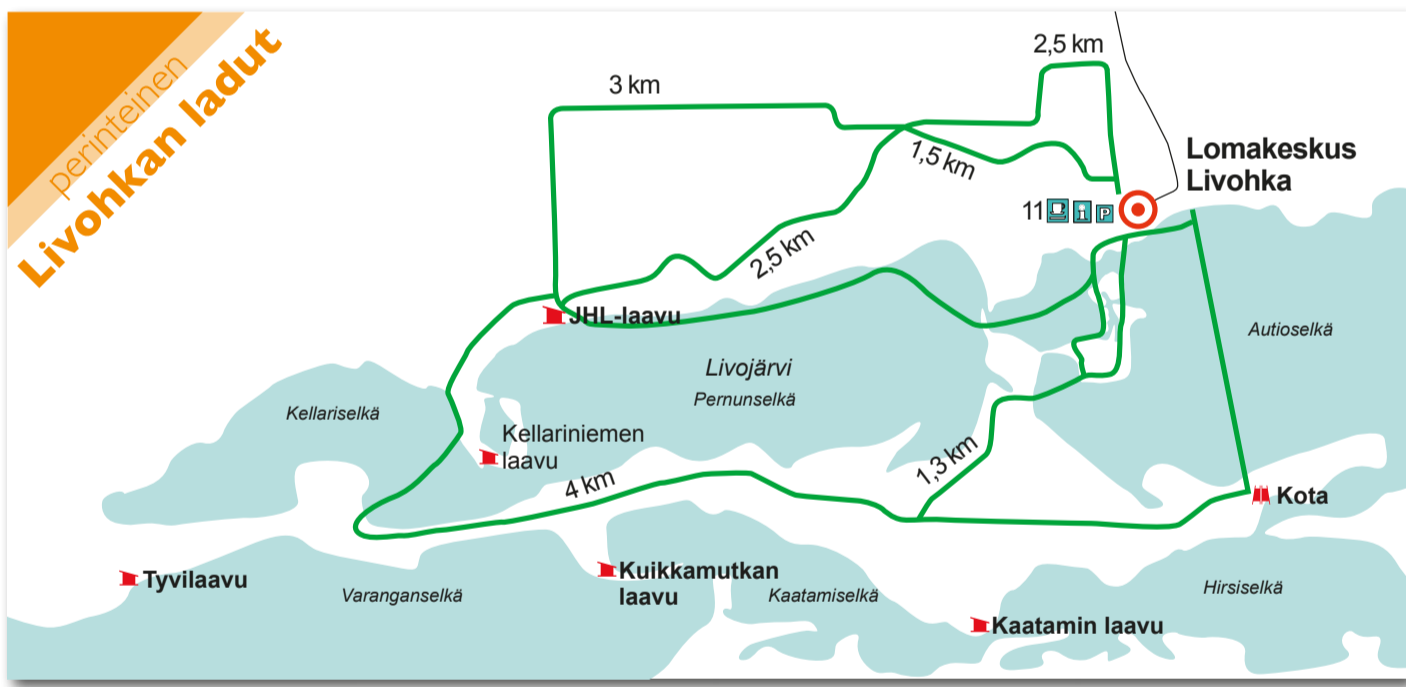 perinteinen
Livohkan ladut
2,5 km
3 km
1,5 km
Lomakeskus
Livohka
11 i P
2,5 km
JHL-laavu
Autioselkä
Livojärvi
Pernunselkä
Kellariselkä
Kellariniemen
laavu
1,3 km
4 km
Kota
Tyvilaavu
Kuikkamutkan
laavu
Varanganselkä
Kaatamiselkä
Hirsiselkä
Kaatamin laavu